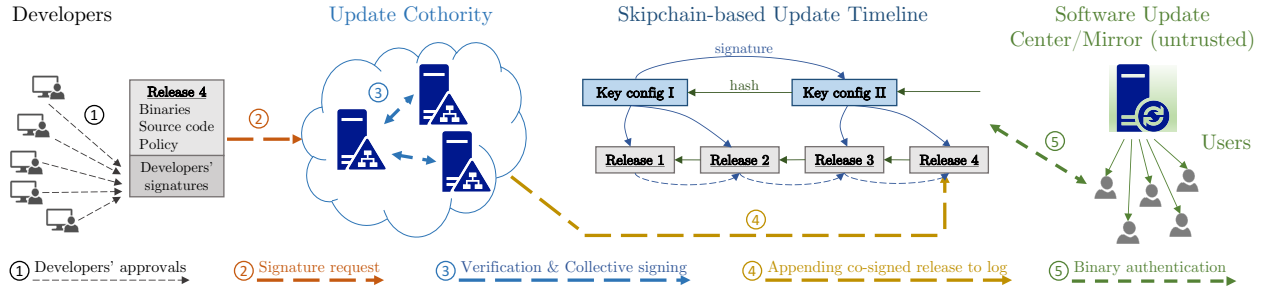 Developers
Update Cothority
Skipchain-based Update Timeline
Software Update
Center/Mirror (untrusted)
1
Release 4
Binaries
Source code
Policy
Developers'
signatures
2
3
signature
Key config I
hash
Key config II
Release 1
Release 2
Release 3
Release 4
4
5
Users
1 Developers' approvals
2 Signature request
3 Verification & Collective signing
4 Appending co-signed release to log
5 Binary authentication